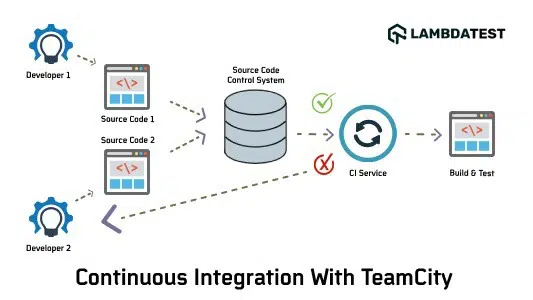 LAMBDATEST
Developer 1
</>
Source Code 1
Source Code 2
</>
Developer 2
Source Code
Control System
CI Service
</>
Build & Test
Continuous Integration With TeamCity